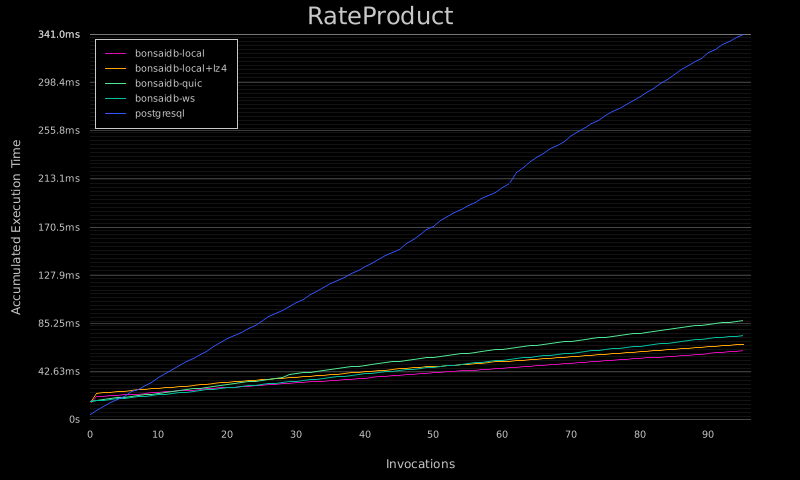 RateProduct
341.0ms
298.4ms
255.8ms
213.1ms
170.5ms
127.9ms
85.25ms
42.63ms
0s
bonsaidb-local
bonsaidb-local+lz4
bonsaidb-quic
bonsaidb-ws
postgresql
Accumulated Execution Time
0 10 20 30 40 50 60 70 80 90
Invocations